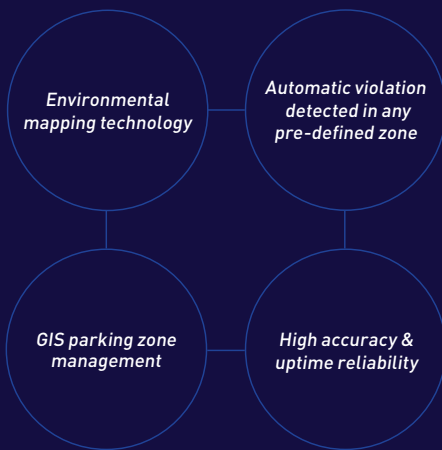 Environmental
mapping technology
Automatic violation
detected in any
pre-defined zone
GIS parking zone
management
High accuracy &
uptime reliability